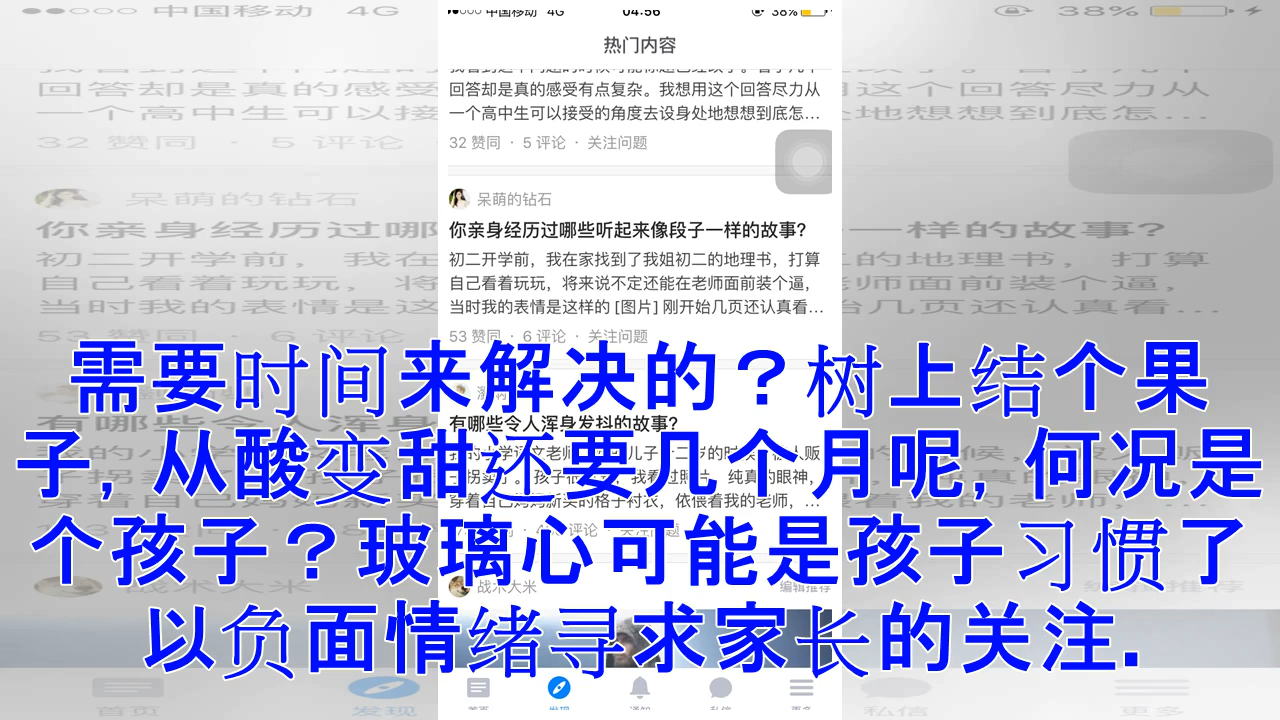 中国移动 4G 04:56 38%
热门内容
回答却是真的感受有点复杂。我想用这个回答尽力从
一个高中生可以接受的角度去设身处地地想想到底怎…
32 赞同 · 5 评论 · 关注问题
呆萌的钻石
你亲身经历过哪些听起来像段子一样的故事?
初二开学前，我在家找到了我姐初二的地理书，打算
自己看着玩玩，将来说不定还能在老师面前装个逼，
当时我的表情是这样的 [图片] 刚开始几页还认真看…
53 赞同 · 6 评论 · 关注问题
有哪些令人浑身发抖的故事?
战术大米
编辑推荐
需要时间来解决的？树上结个果
子, 从酸变甜还要几个月呢, 何况是
个孩子？玻璃心可能是孩子习惯了
以负面情绪寻求家长的关注.
首页 发现 通知 私信 更多